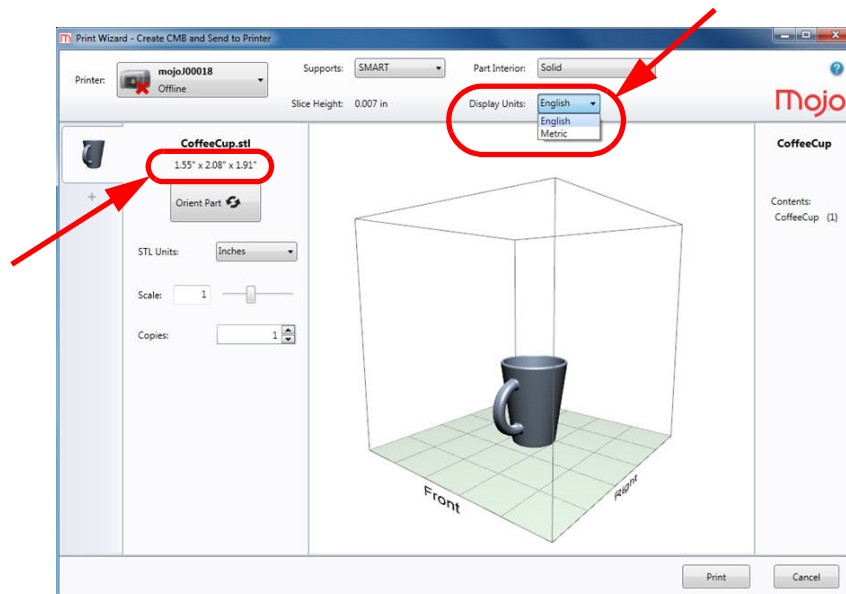 Print Wizard - Create CMB and Send to Printer
Printer:
mojoJ00018
Offline
Supports:
SMART
Part Interior:
Solid
Slice Height:
0.007 in
Display Units:
English
English
Metric
Mojo
CoffeeCup.stl
1.55" x 2.08" x 1.91"
+
Orient Part
STL Units:
Inches
Scale:
1
Copies:
1
Front
Right
CoffeeCup
Contents:
CoffeeCup (1)
Print
Cancel